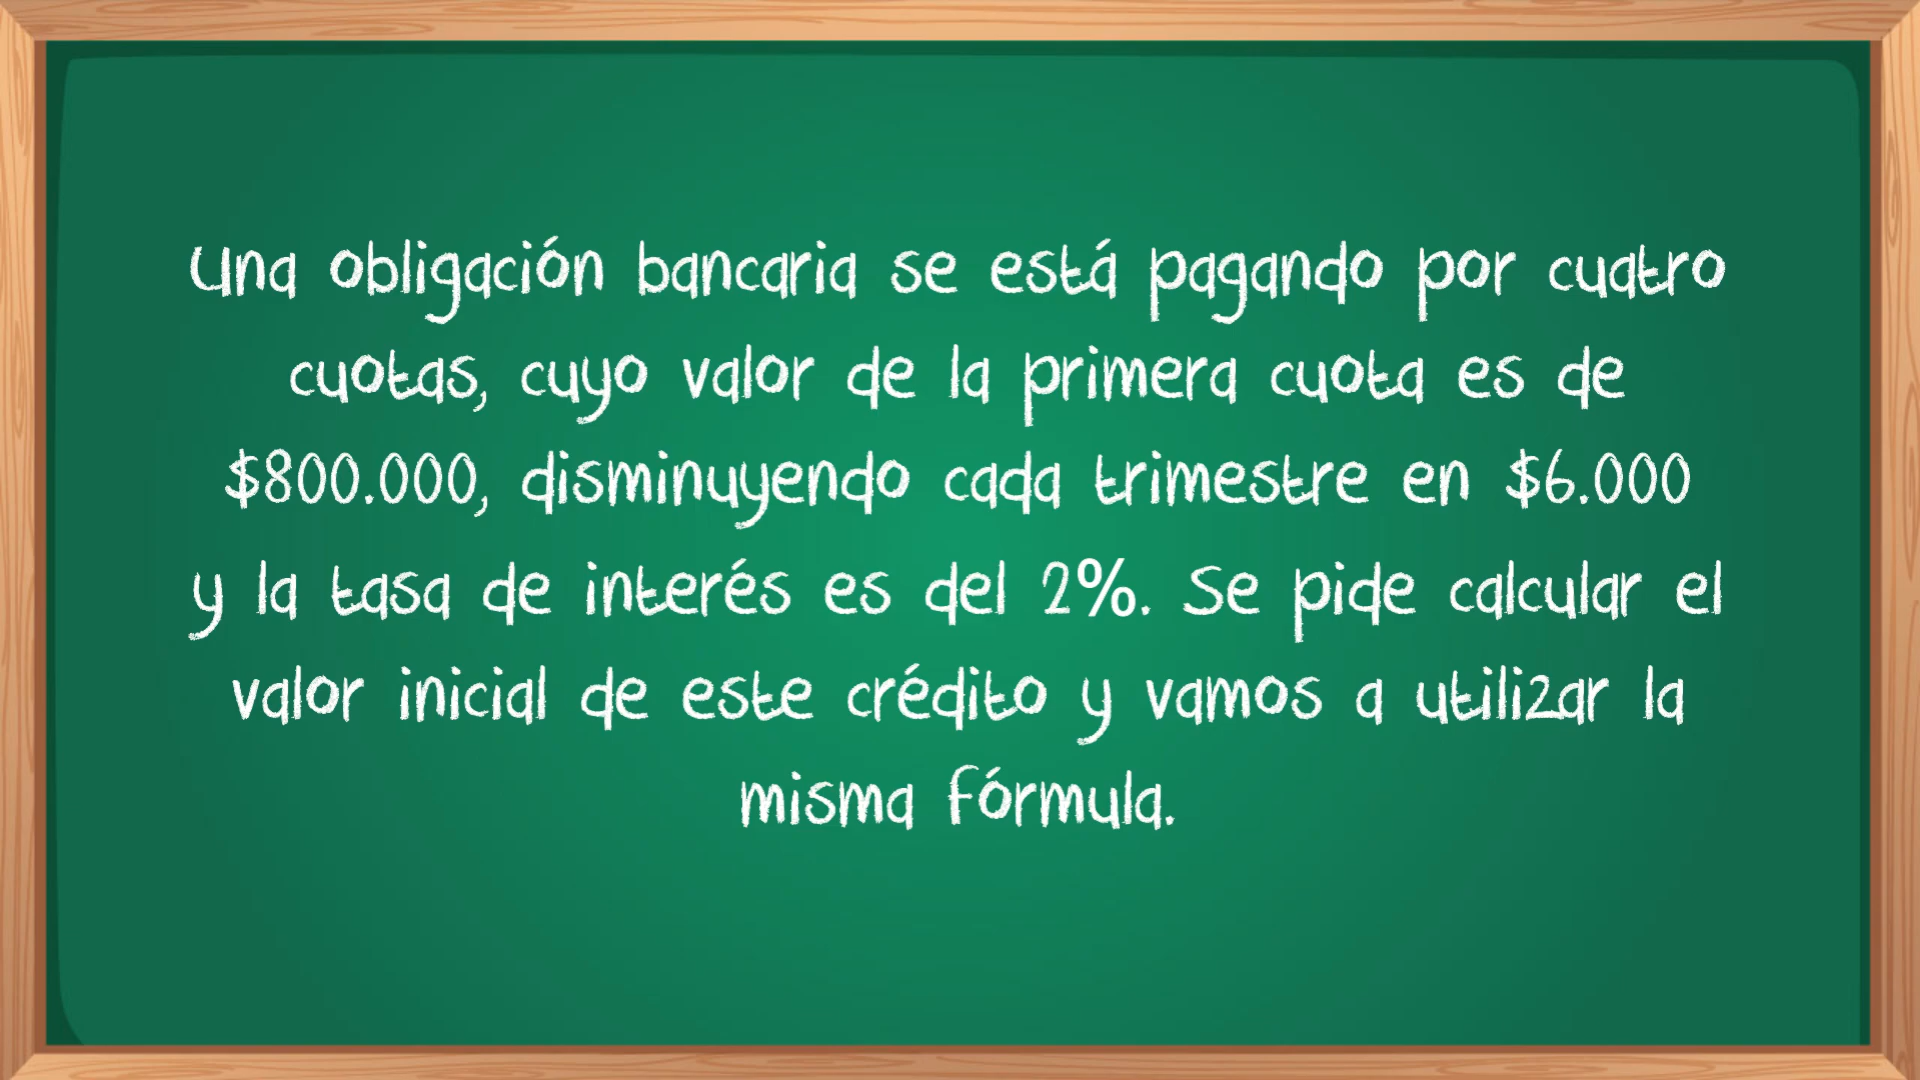 Una obligación bancaria se está pagando por cuatro
cuotas, cuyo valor de la primera cuota es de
$800.000, disminuyendo cada trimestre en $6.000
y la tasa de interés es del 2%. Se pide calcular el
valor inicial de este crédito y vamos a utilizar la
misma fórmula.